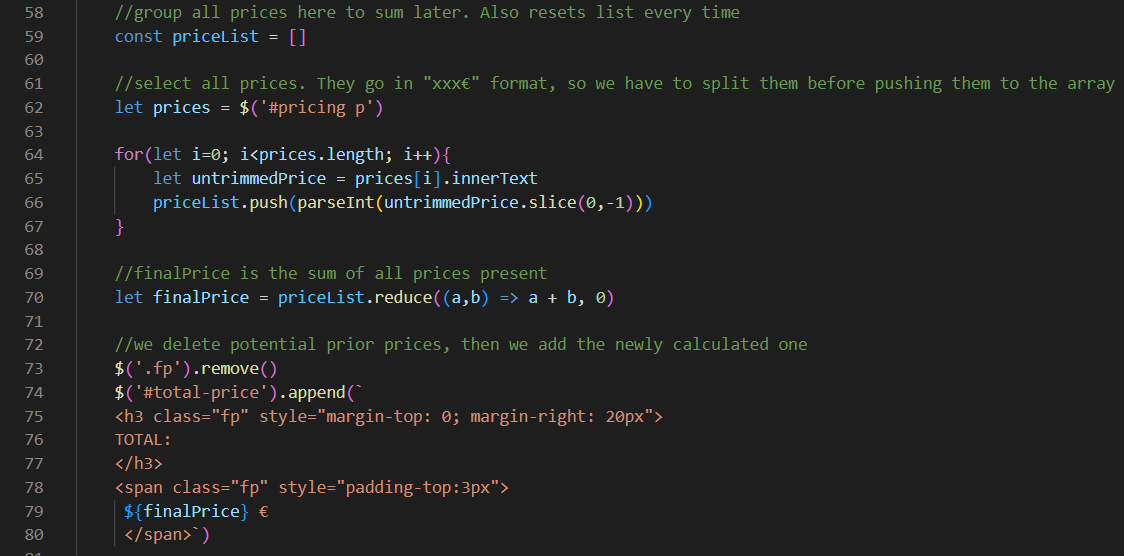 58 //group all prices here to sum later. Also resets list every time
59 const priceList = []
60
61 //select all prices. They go in "xxx€" format, so we have to split them before pushing them to the array
62 let prices = $('#pricing p')
63
64 for(let i=0; i<prices.length; i++){
65     let untrimmedPrice = prices[i].innerText
66     priceList.push(parseInt(untrimmedPrice.slice(0,-1)))
67 }
68
69 //finalPrice is the sum of all prices present
70 let finalPrice = priceList.reduce((a,b) => a + b, 0)
71
72 //we delete potential prior prices, then we add the newly calculated one
73 $('.fp').remove()
74 $('#total-price').append(`
75 <h3 class="fp" style="margin-top: 0; margin-right: 20px">
76 TOTAL:
77 </h3>
78 <span class="fp" style="padding-top:3px">
79  ${finalPrice} €
80  </span>`)